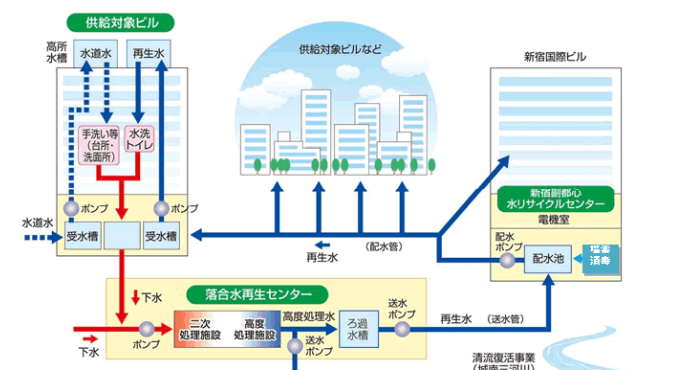 供給対象ビル
高所
水槽
水道水
再生水
手洗い等
(台所・
洗面所)
水洗
トイレ
ポンプ
ポンプ
水道水
受水槽
受水槽
供給対象ビルなど
再生水
(配水管)
新宿国際ビル
新宿副都心
水リサイクルセンター
電機室
配水
ポンプ
配水池
塩素
消毒
下水
落合水再生センター
下水
ポンプ
二次
処理施設
高度
処理施設
高度処理水
送水
ポンプ
ろ過
水槽
送水
ポンプ
再生水
(送水管)
清流復活事業
(城南三河川)